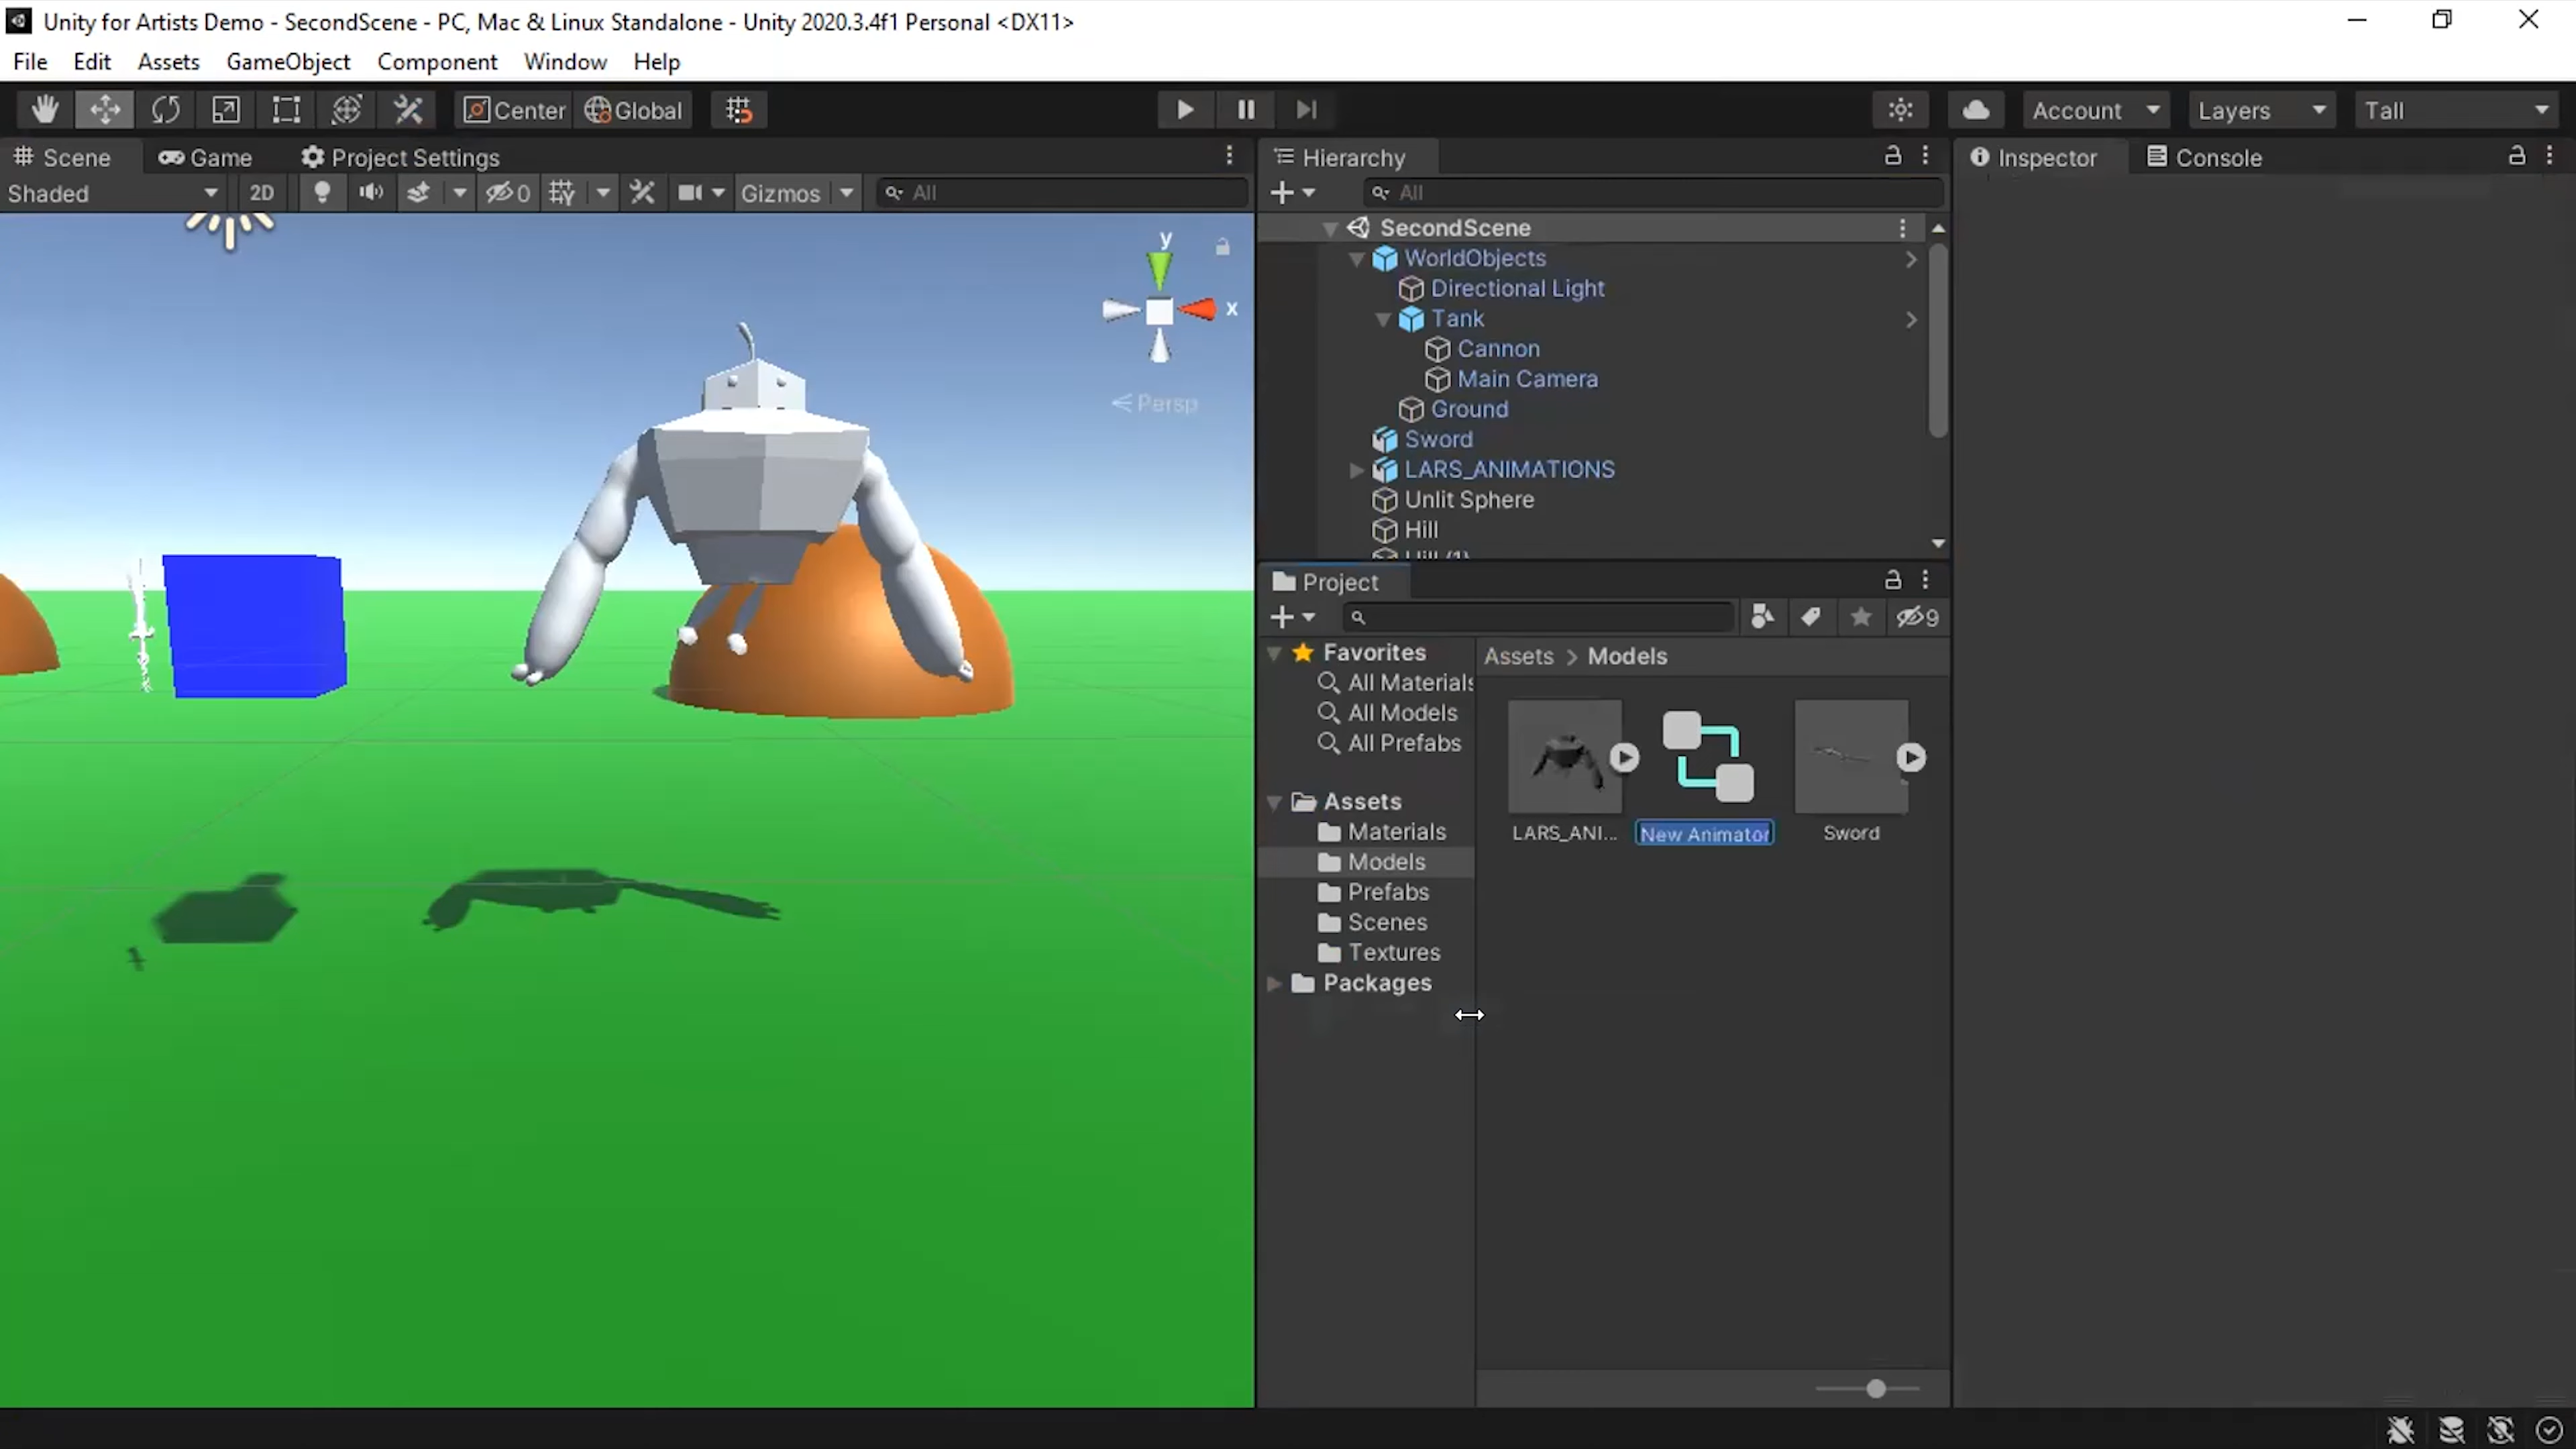 Unity for Artists Demo - SecondScene - PC, Mac & Linux Standalone - Unity 2020.3.4f1 Personal <DX11>
File Edit Assets GameObject Component Window Help
Center Global Account Layers Tall
Scene Game Project Settings
Shaded 2D 0 Gizmos All
y
x
Persp
Hierarchy
All
SecondScene
WorldObjects
Directional Light
Tank
Cannon
Main Camera
Ground
Sword
LARS_ANIMATIONS
Unlit Sphere
Hill
Hill (1)
Project
9
Favorites
All Materials
All Models
All Prefabs
Assets
Materials
Models
Prefabs
Scenes
Textures
Packages
Assets > Models
LARS_ANI... New Animator Sword
Inspector Console